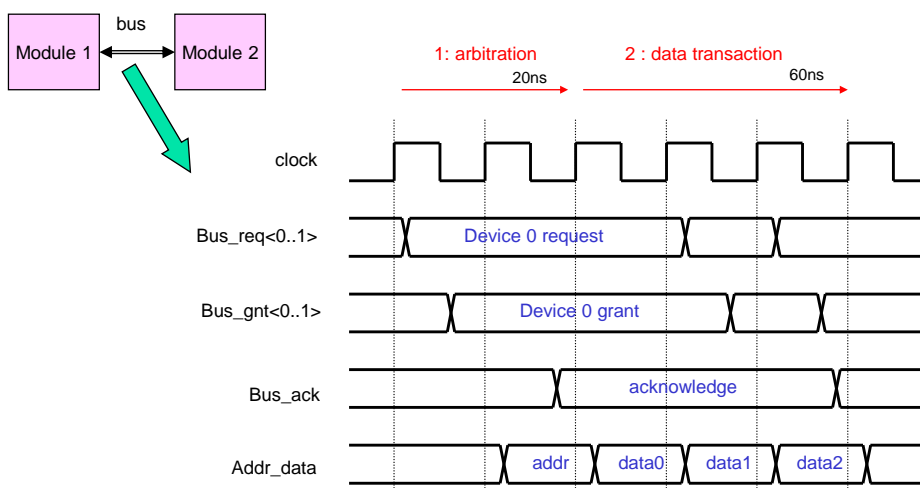 bus
Module 1
Module 2
1: arbitration
2 : data transaction
20ns
60ns
clock
Bus_req<0..1>
Device 0 request
Bus_gnt<0..1>
Device 0 grant
Bus_ack
acknowledge
Addr_data
addr
data0
data1
data2